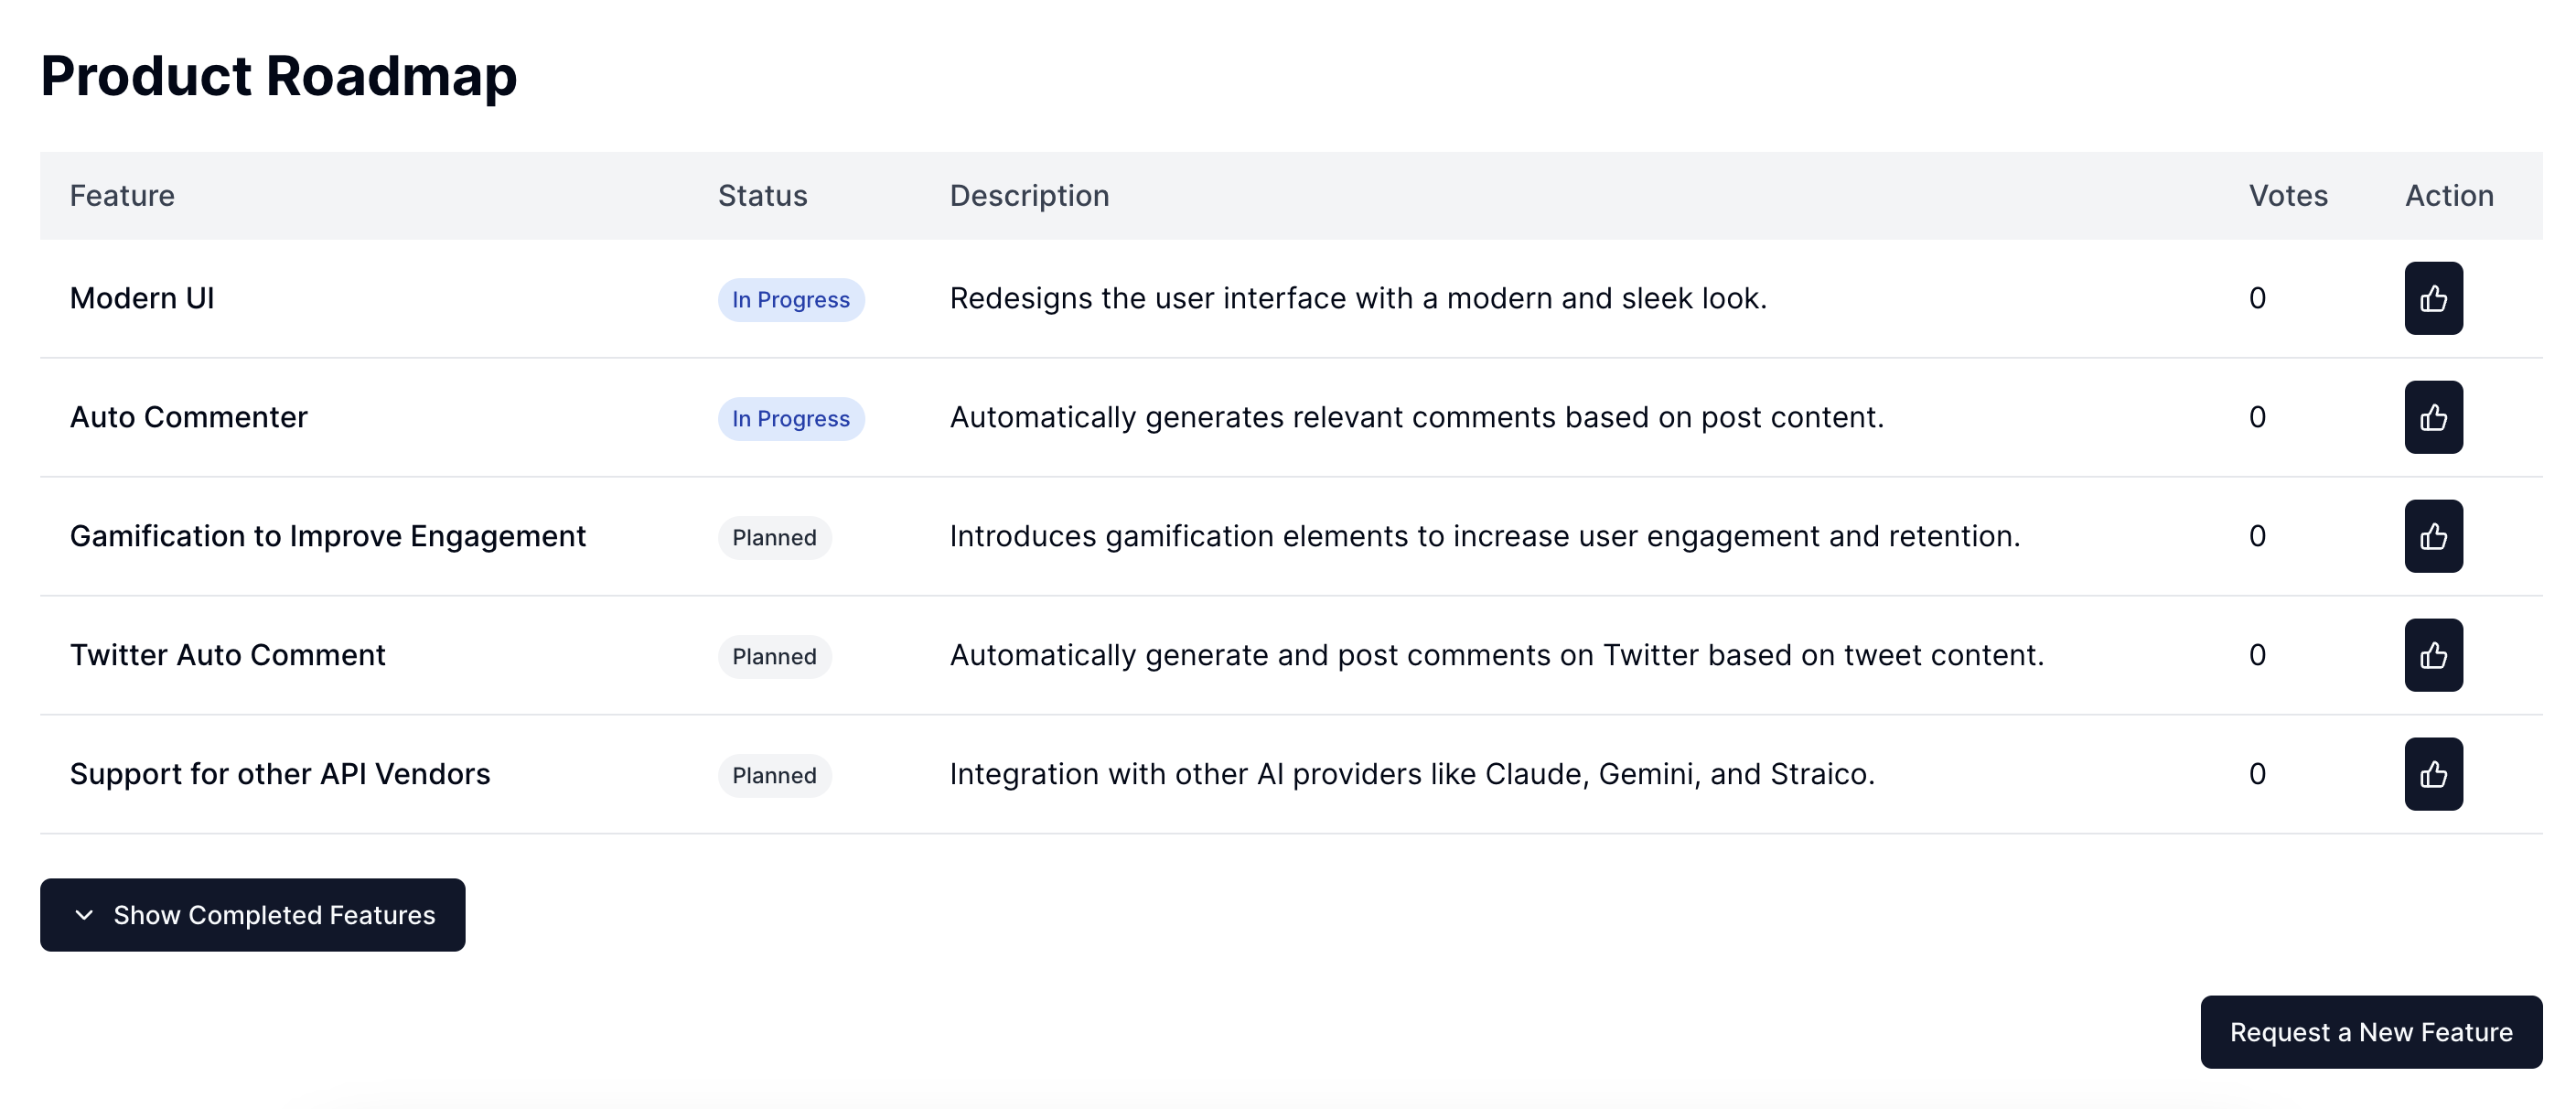 Product Roadmap
Feature Status Description Votes Action
Modern UI In Progress Redesigns the user interface with a modern and sleek look. 0
Auto Commenter In Progress Automatically generates relevant comments based on post content. 0
Gamification to Improve Engagement Planned Introduces gamification elements to increase user engagement and retention. 0
Twitter Auto Comment Planned Automatically generate and post comments on Twitter based on tweet content. 0
Support for other API Vendors Planned Integration with other AI providers like Claude, Gemini, and Straico. 0
Show Completed Features
Request a New Feature